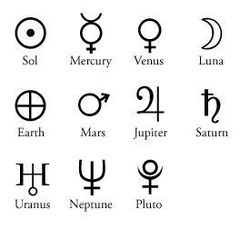 Sol Mercury Venus Luna
Earth Mars Jupiter Saturn
Uranus Neptune Pluto